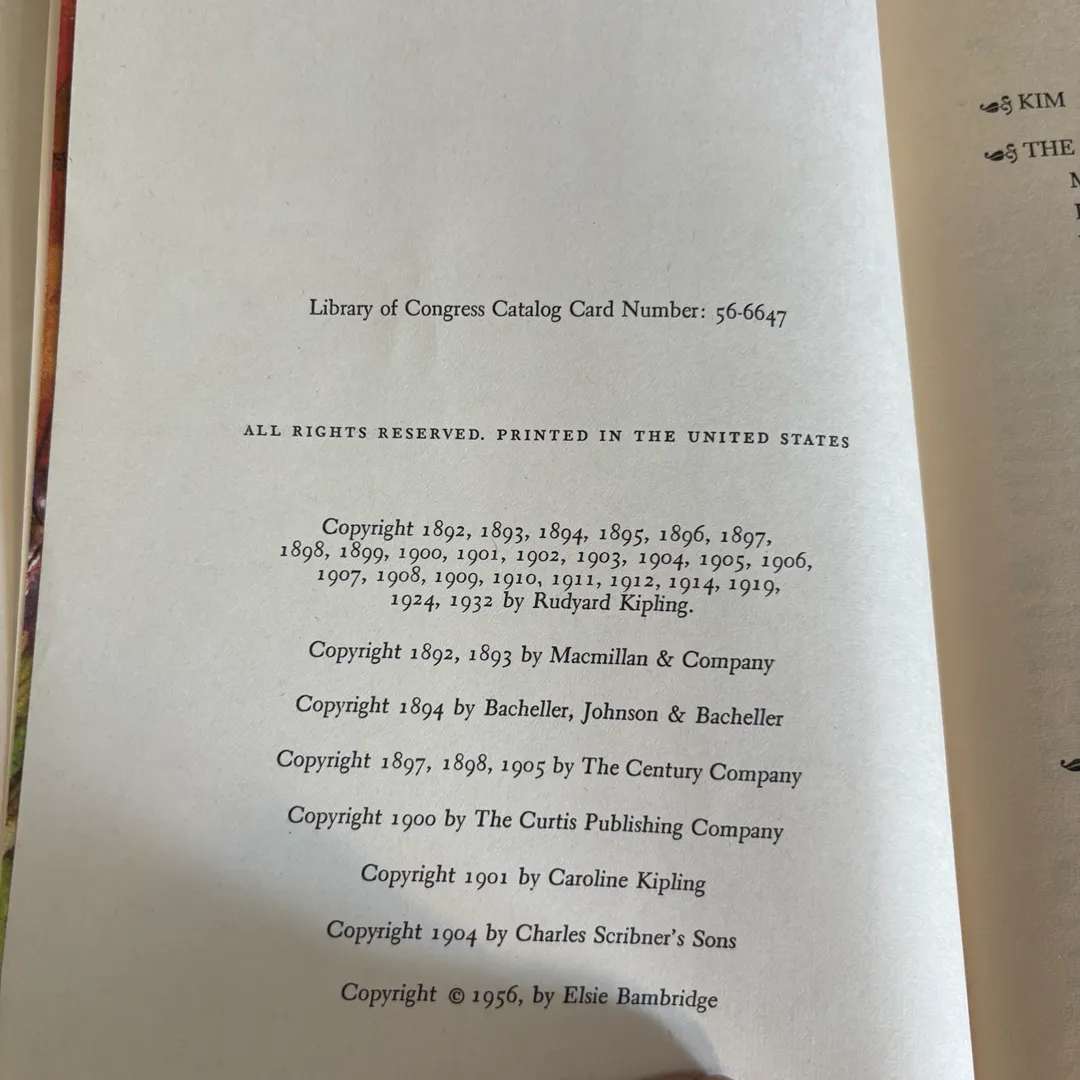 Library of Congress Catalog Card Number: 56-6647
ALL RIGHTS RESERVED. PRINTED IN THE UNITED STATES
Copyright 1892, 1893, 1894, 1895, 1896, 1897,
1898, 1899, 1900, 1901, 1902, 1903, 1904, 1905, 1906,
1907, 1908, 1909, 1910, 1911, 1912, 1914, 1919,
1924, 1932 by Rudyard Kipling.
Copyright 1892, 1893 by Macmillan & Company
Copyright 1894 by Bacheller, Johnson & Bacheller
Copyright 1897, 1898, 1905 by The Century Company
Copyright 1900 by The Curtis Publishing Company
Copyright 1901 by Caroline Kipling
Copyright 1904 by Charles Scribner's Sons
Copyright © 1956, by Elsie Bambridge
KIM
THE